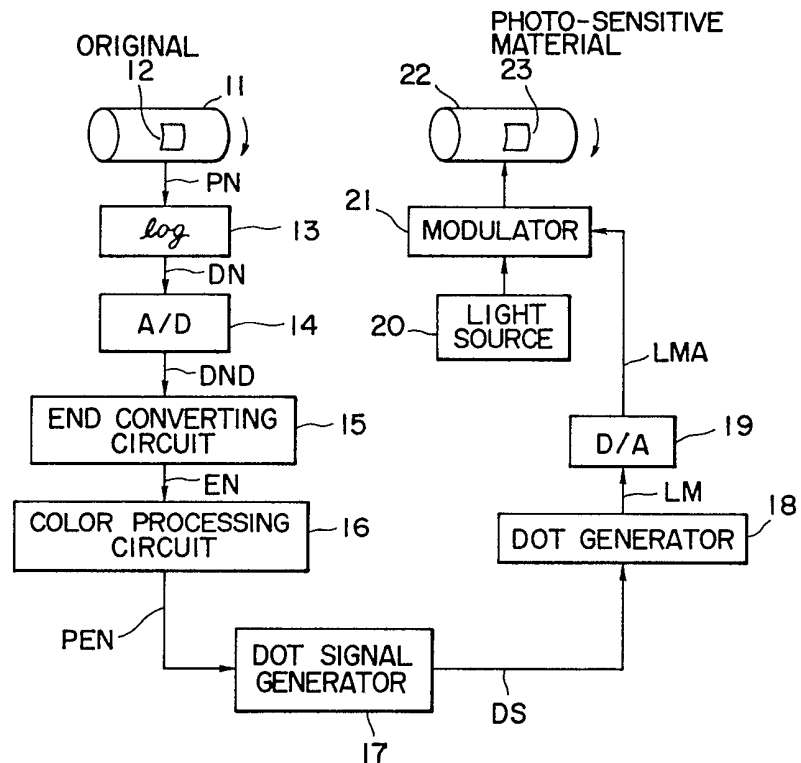 ORIGINAL
12
11
PN
log
13
DN
A/D
14
DND
END CONVERTING
CIRCUIT
15
EN
COLOR PROCESSING
CIRCUIT
16
PEN
DOT SIGNAL
GENERATOR
17
DS
PHOTO-SENSITIVE
MATERIAL
22
23
21
MODULATOR
20
LIGHT
SOURCE
LMA
D/A
19
LM
18
DOT GENERATOR